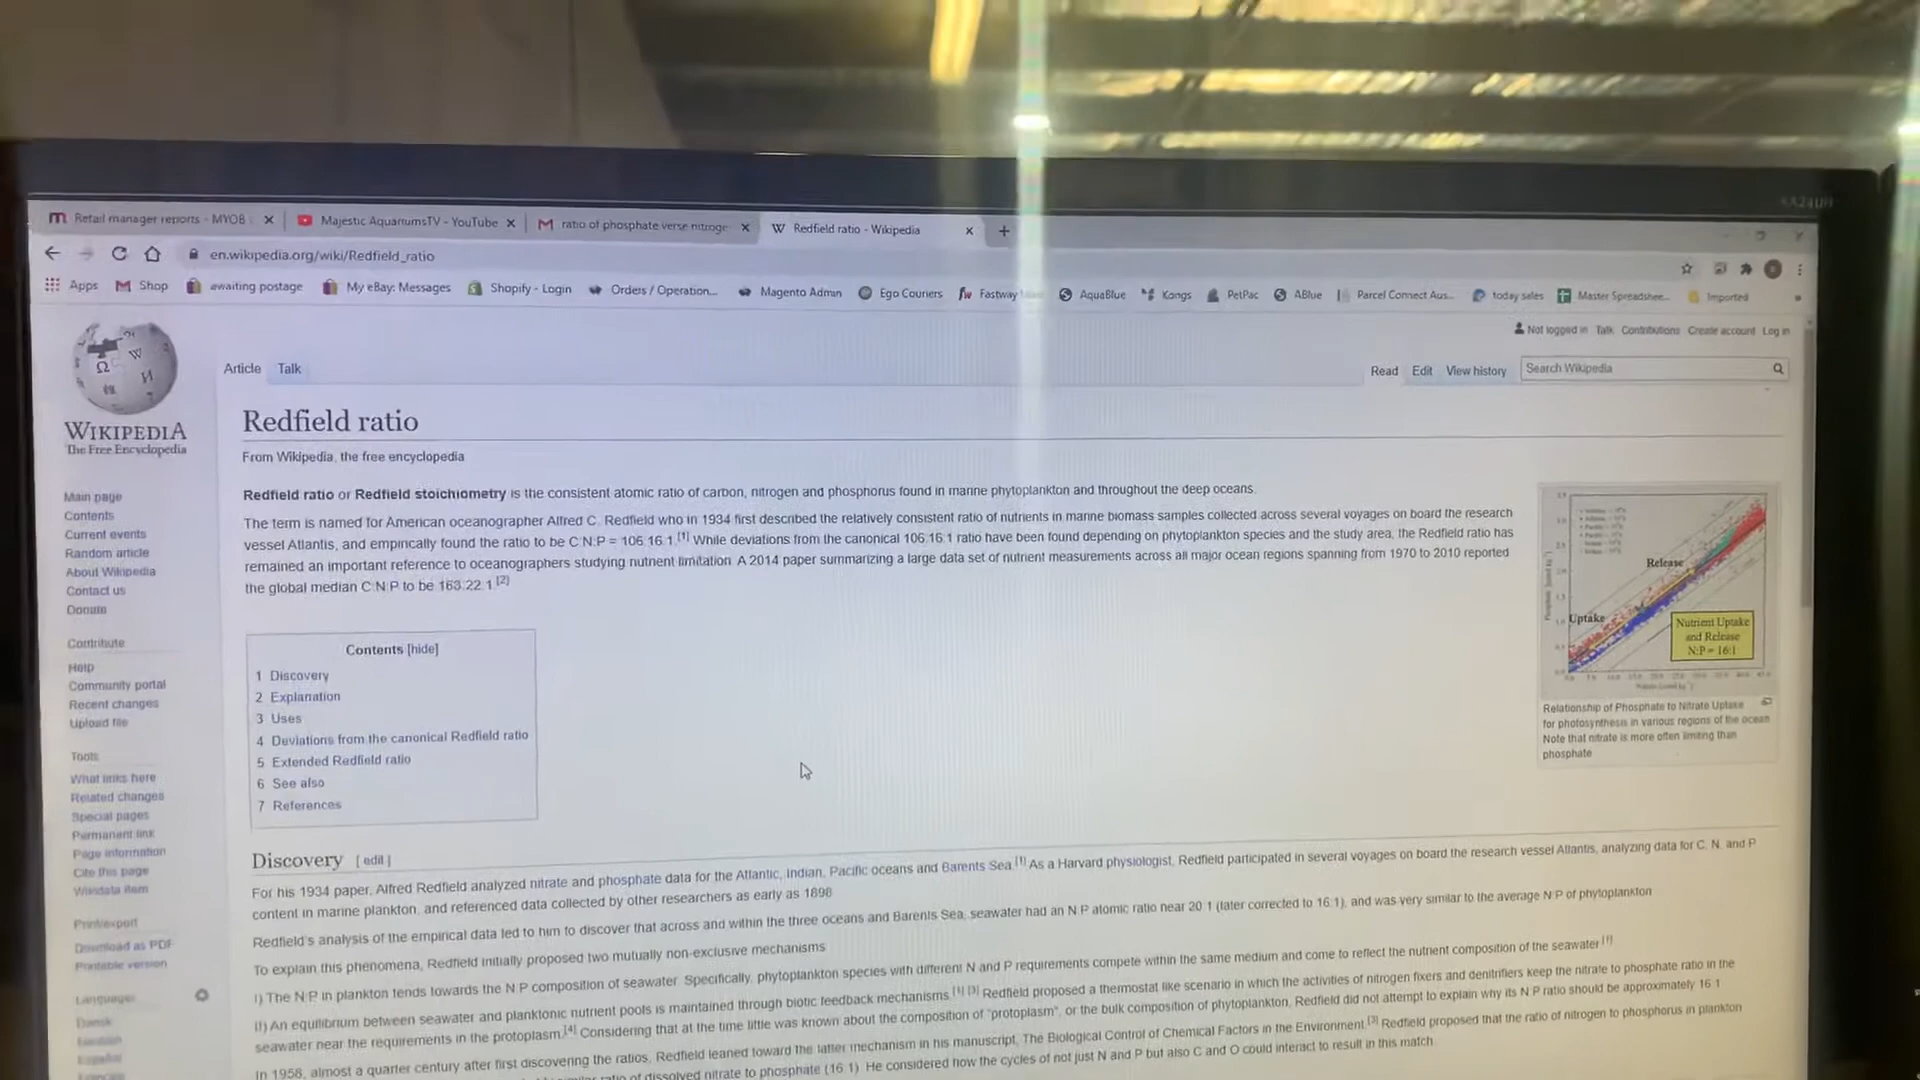 Retail manager reports - MYOB
Majestic AquariumsTV - YouTube
ratio of phosphate verse nitroge
Redfield ratio - Wikipedia
en.wikipedia.org/wiki/Redfield_ratio
Apps Shop awaiting postage My eBay: Messages Shopify - Login Orders / Operation... Magento Admin Ego Couriers Fastway AquaBlue Kongs PetPac ABlue Parcel Connect Aus... today sales Master Spreadshee... Imported
Not logged in Talk Contributions Create account Log in
Article Talk
Read Edit View history Search Wikipedia
WIKIPEDIA
The Free Encyclopedia
Main page
Contents
Current events
Random article
About Wikipedia
Contact us
Donate
Contribute
Help
Community portal
Recent changes
Upload file
Tools
What links here
Related changes
Special pages
Permanent link
Page information
Cite this page
Wikidata item
Print/export
Download as PDF
Printable version
Languages
Dansk
Español
Redfield ratio
From Wikipedia, the free encyclopedia
Redfield ratio or Redfield stoichiometry is the consistent atomic ratio of carbon, nitrogen and phosphorus found in marine phytoplankton and throughout the deep oceans.
The term is named for American oceanographer Alfred C. Redfield who in 1934 first described the relatively consistent ratio of nutrients in marine biomass samples collected across several voyages on board the research
vessel Atlantis, and empirically found the ratio to be C:N:P = 106:16:1.[1] While deviations from the canonical 106:16:1 ratio have been found depending on phytoplankton species and the study area, the Redfield ratio has
remained an important reference to oceanographers studying nutrient limitation. A 2014 paper summarizing a large data set of nutrient measurements across all major ocean regions spanning from 1970 to 2010 reported
the global median C:N:P to be 163:22:1.[2]
Release
Uptake
Nutrient Uptake
and Release
N:P = 16:1
Relationship of Phosphate to Nitrate Uptake
for photosynthesis in various regions of the ocean
Note that nitrate is more often limiting than
phosphate
Contents [hide]
1 Discovery
2 Explanation
3 Uses
4 Deviations from the canonical Redfield ratio
5 Extended Redfield ratio
6 See also
7 References
Discovery [ edit ]
For his 1934 paper, Alfred Redfield analyzed nitrate and phosphate data for the Atlantic, Indian, Pacific oceans and Barents Sea.[1] As a Harvard physiologist, Redfield participated in several voyages on board the research vessel Atlantis, analyzing data for C, N, and P
content in marine plankton, and referenced data collected by other researchers as early as 1898
Redfield's analysis of the empirical data led to him to discover that across and within the three oceans and Barents Sea, seawater had an N:P atomic ratio near 20:1 (later corrected to 16:1), and was very similar to the average N:P of phytoplankton
To explain this phenomena, Redfield initially proposed two mutually non-exclusive mechanisms
I) The N:P in plankton tends towards the N:P composition of seawater. Specifically, phytoplankton species with different N and P requirements compete within the same medium and come to reflect the nutrient composition of the seawater.[1]
II) An equilibrium between seawater and planktonic nutrient pools is maintained through biotic feedback mechanisms.[1] [3] Redfield proposed a thermostat like scenario in which the activities of nitrogen fixers and denitrifiers keep the nitrate to phosphate ratio in the
seawater near the requirements in the protoplasm.[4] Considering that at the time little was known about the composition of "protoplasm", or the bulk composition of phytoplankton, Redfield did not attempt to explain why its N:P ratio should be approximately 16:1
In 1958, almost a quarter century after first discovering the ratios, Redfield leaned toward the latter mechanism in his manuscript, The Biological Control of Chemical Factors in the Environment.[3] Redfield proposed that the ratio of nitrogen to phosphorus in plankton
ratio of dissolved nitrate to phosphate (16:1). He considered how the cycles of not just N and P but also C and O could interact to result in this match